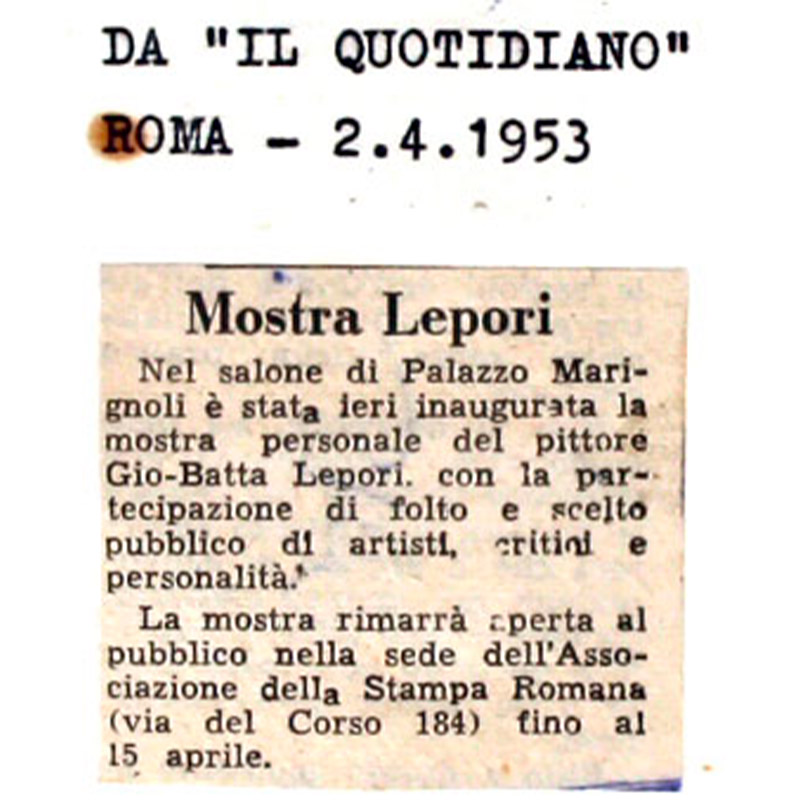 DA "IL QUOTIDIANO"
ROMA - 2.4.1953
Mostra Lepori
Nel salone di Palazzo Mari-
gnoli è stata ieri inaugurata la
mostra personale del pittore
Gio-Batta Lepori. con la par-
tecipazione di folto e scelto
pubblico di artisti, critini e
personalità.
La mostra rimarrà aperta al
pubblico nella sede dell'Asso-
ciazione della Stampa Romana
(via del Corso 184) fino al
15 aprile.